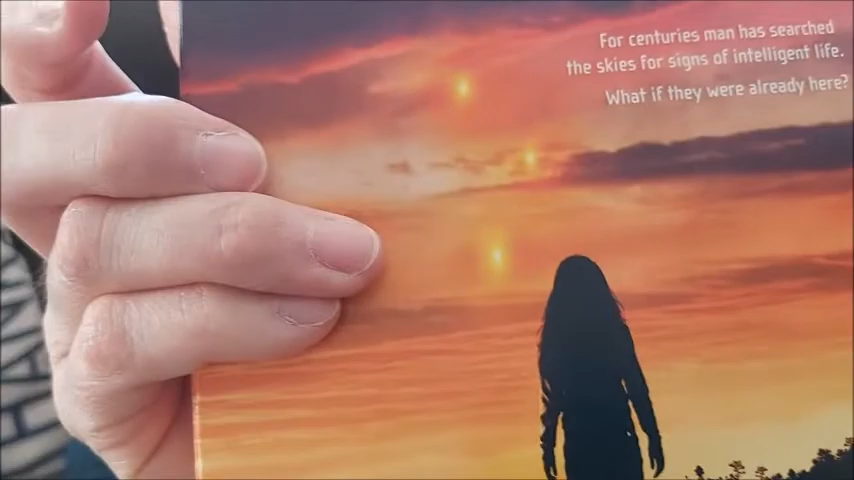 For centuries man has searched
the skies for signs of intelligent life.
What if they were already here?